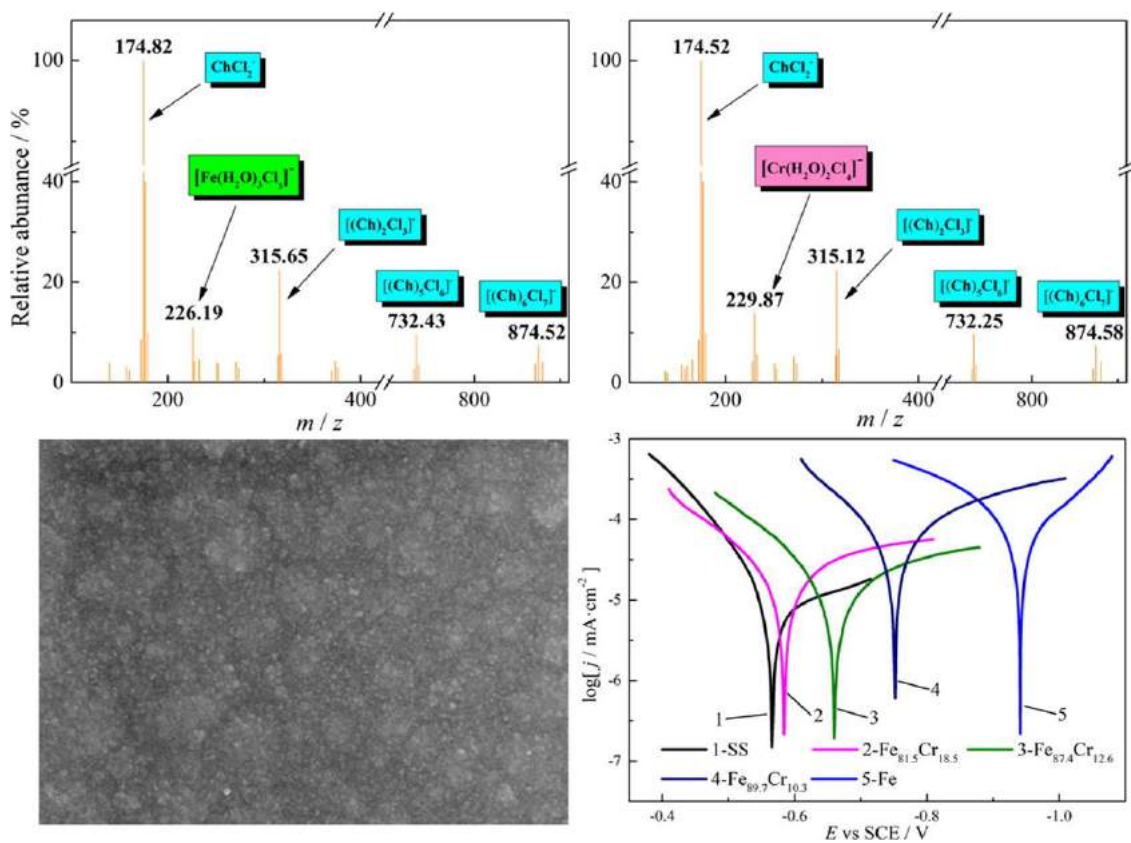 174.82
100
ChCl₂⁻
[Fe(H₂O)₃Cl₃]⁻
40
[(Ch)₂Cl₃]⁻
315.65
[(Ch)₅Cl₆]⁻
20
226.19
732.43
[(Ch)₆Cl₇]⁻
874.52
0
200
400
800
m / z
Relative abunance / %
174.52
100
ChCl₂⁻
[Cr(H₂O)₂Cl₄]⁻
40
[(Ch)₂Cl₃]⁻
315.12
[(Ch)₅Cl₆]⁻
20
229.87
732.25
[(Ch)₆Cl₇]⁻
874.58
0
200
400
800
m / z
-3
-4
-5
-6
-7
log[j / mA·cm⁻²]
1
2
3
4
5
1-SS 2-Fe₈₁.₅Cr₁₈.₅ 3-Fe₈₇.₄Cr₁₂.₆
4-Fe₈₉.₇Cr₁₀.₃ 5-Fe
-0.4 -0.6 -0.8 -1.0
E vs SCE / V